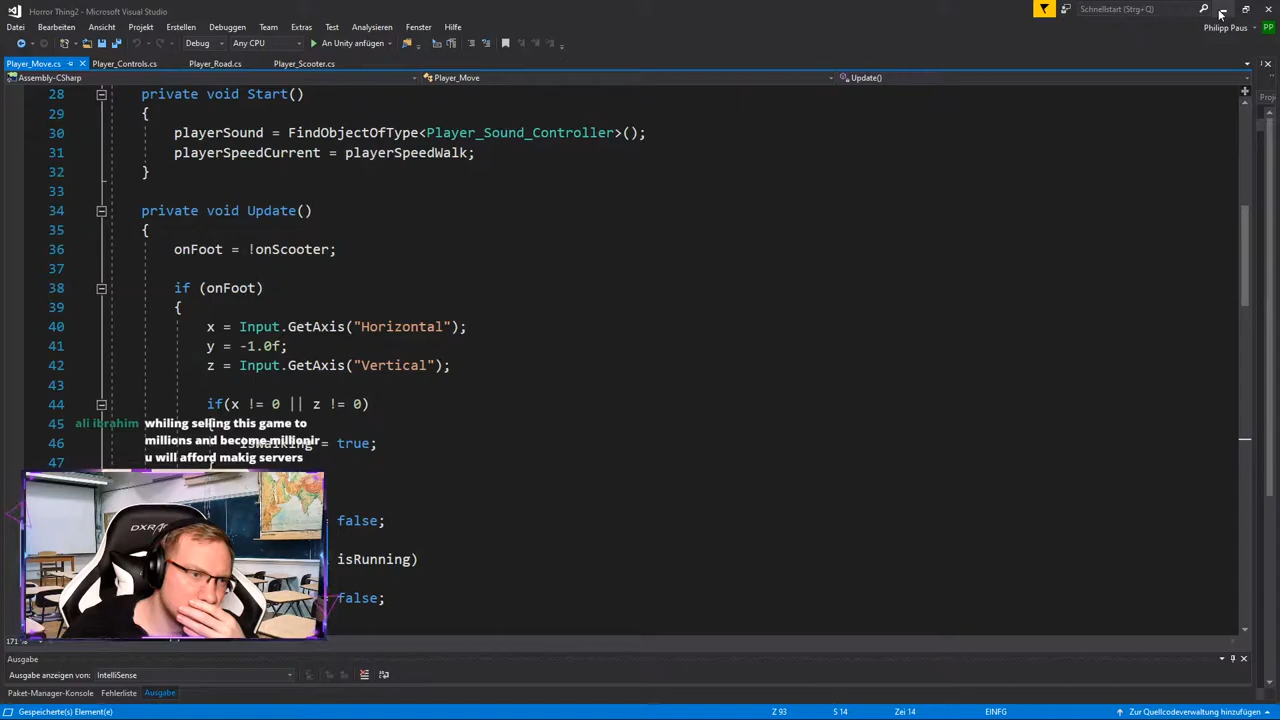 Horror Thing2 - Microsoft Visual Studio
Schnellstart (Strg+Q)
Datei Bearbeiten Ansicht Projekt Erstellen Debuggen Team Test Analysieren Fenster Hilfe
Philipp Paus PP
Debug Any CPU An Unity anfügen
Player_Move.cs Player_Controls.cs Player_Road.cs Player_Scooter.cs
Assembly-CSharp Player_Move Update()
Proj
28 private void Start()
29 {
30 playerSound = FindObjectOfType<Player_Sound_Controller>();
31 playerSpeedCurrent = playerSpeedWalk;
32 }
33
34 private void Update()
35 {
36 onFoot = !onScooter;
37
38 if (onFoot)
39 {
40 x = Input.GetAxis("Horizontal");
41 y = -1.0f;
42 z = Input.GetAxis("Vertical");
43
44 if(x != 0 || z != 0)
45 {
46 isWalking = true;
47
ali ibrahim whiling selling this game to
millions and become millionir
u will afford makig servers
= false;
isRunning)
= false;
DXRACER
171 %
Ausgabe
Ausgabe anzeigen von: IntelliSense
Paket-Manager-Konsole Fehlerliste Ausgabe
Gespeicherte(s) Element(e) Z 93 S 14 Zei 14 EINFG Zur Quellcodeverwaltung hinzufügen